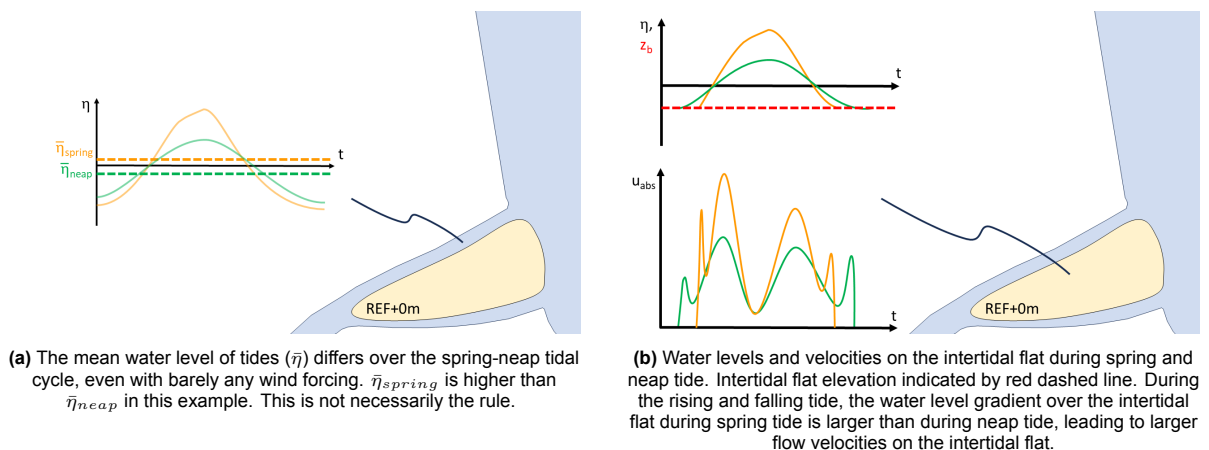 η
t
η̄spring
η̄neap
REF+0m
(a) The mean water level of tides (η̄) differs over the spring-neap tidal
cycle, even with barely any wind forcing. η̄spring is higher than
η̄neap in this example. This is not necessarily the rule.
η,
zb
t
uabs
t
REF+0m
(b) Water levels and velocities on the intertidal flat during spring and
neap tide. Intertidal flat elevation indicated by red dashed line. During
the rising and falling tide, the water level gradient over the intertidal
flat during spring tide is larger than during neap tide, leading to larger
flow velocities on the intertidal flat.